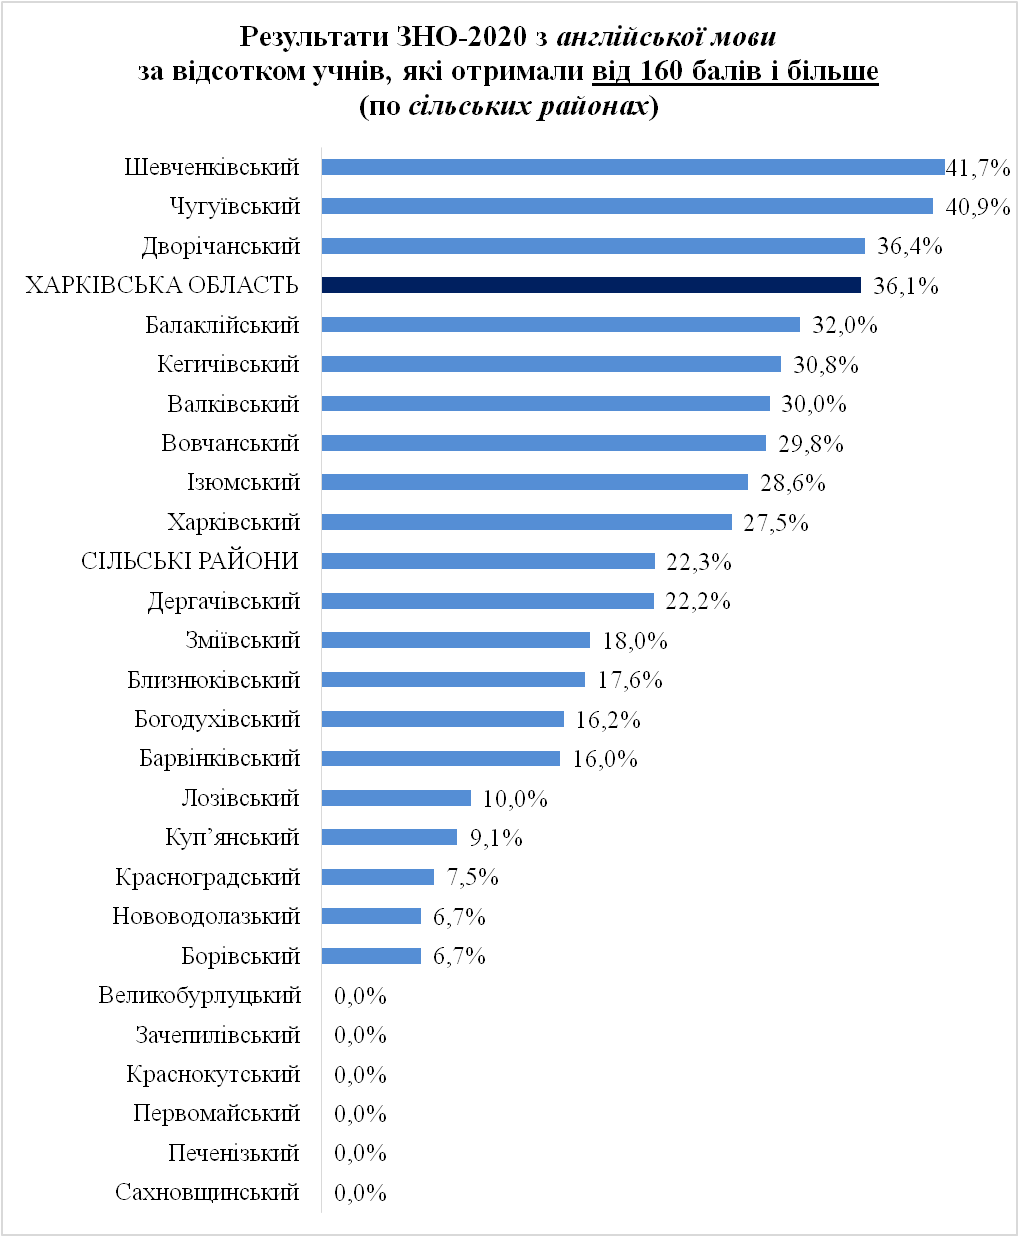 Результати ЗНО-2020 з англійської мови
за відсотком учнів, які отримали від 160 балів і більше
(по сільських районах)
Шевченківський 41,7%
Чугуївський 40,9%
Дворічанський 36,4%
ХАРКІВСЬКА ОБЛАСТЬ 36,1%
Балаклійський 32,0%
Кегичівський 30,8%
Валківський 30,0%
Вовчанський 29,8%
Ізюмський 28,6%
Харківський 27,5%
СІЛЬСЬКІ РАЙОНИ 22,3%
Дергачівський 22,2%
Зміївський 18,0%
Близнюківський 17,6%
Богодухівський 16,2%
Барвінківський 16,0%
Лозівський 10,0%
Куп’янський 9,1%
Красноградський 7,5%
Нововодолазький 6,7%
Борівський 6,7%
Великобурлуцький 0,0%
Зачепилівський 0,0%
Краснокутський 0,0%
Первомайський 0,0%
Печенізький 0,0%
Сахновщинський 0,0%